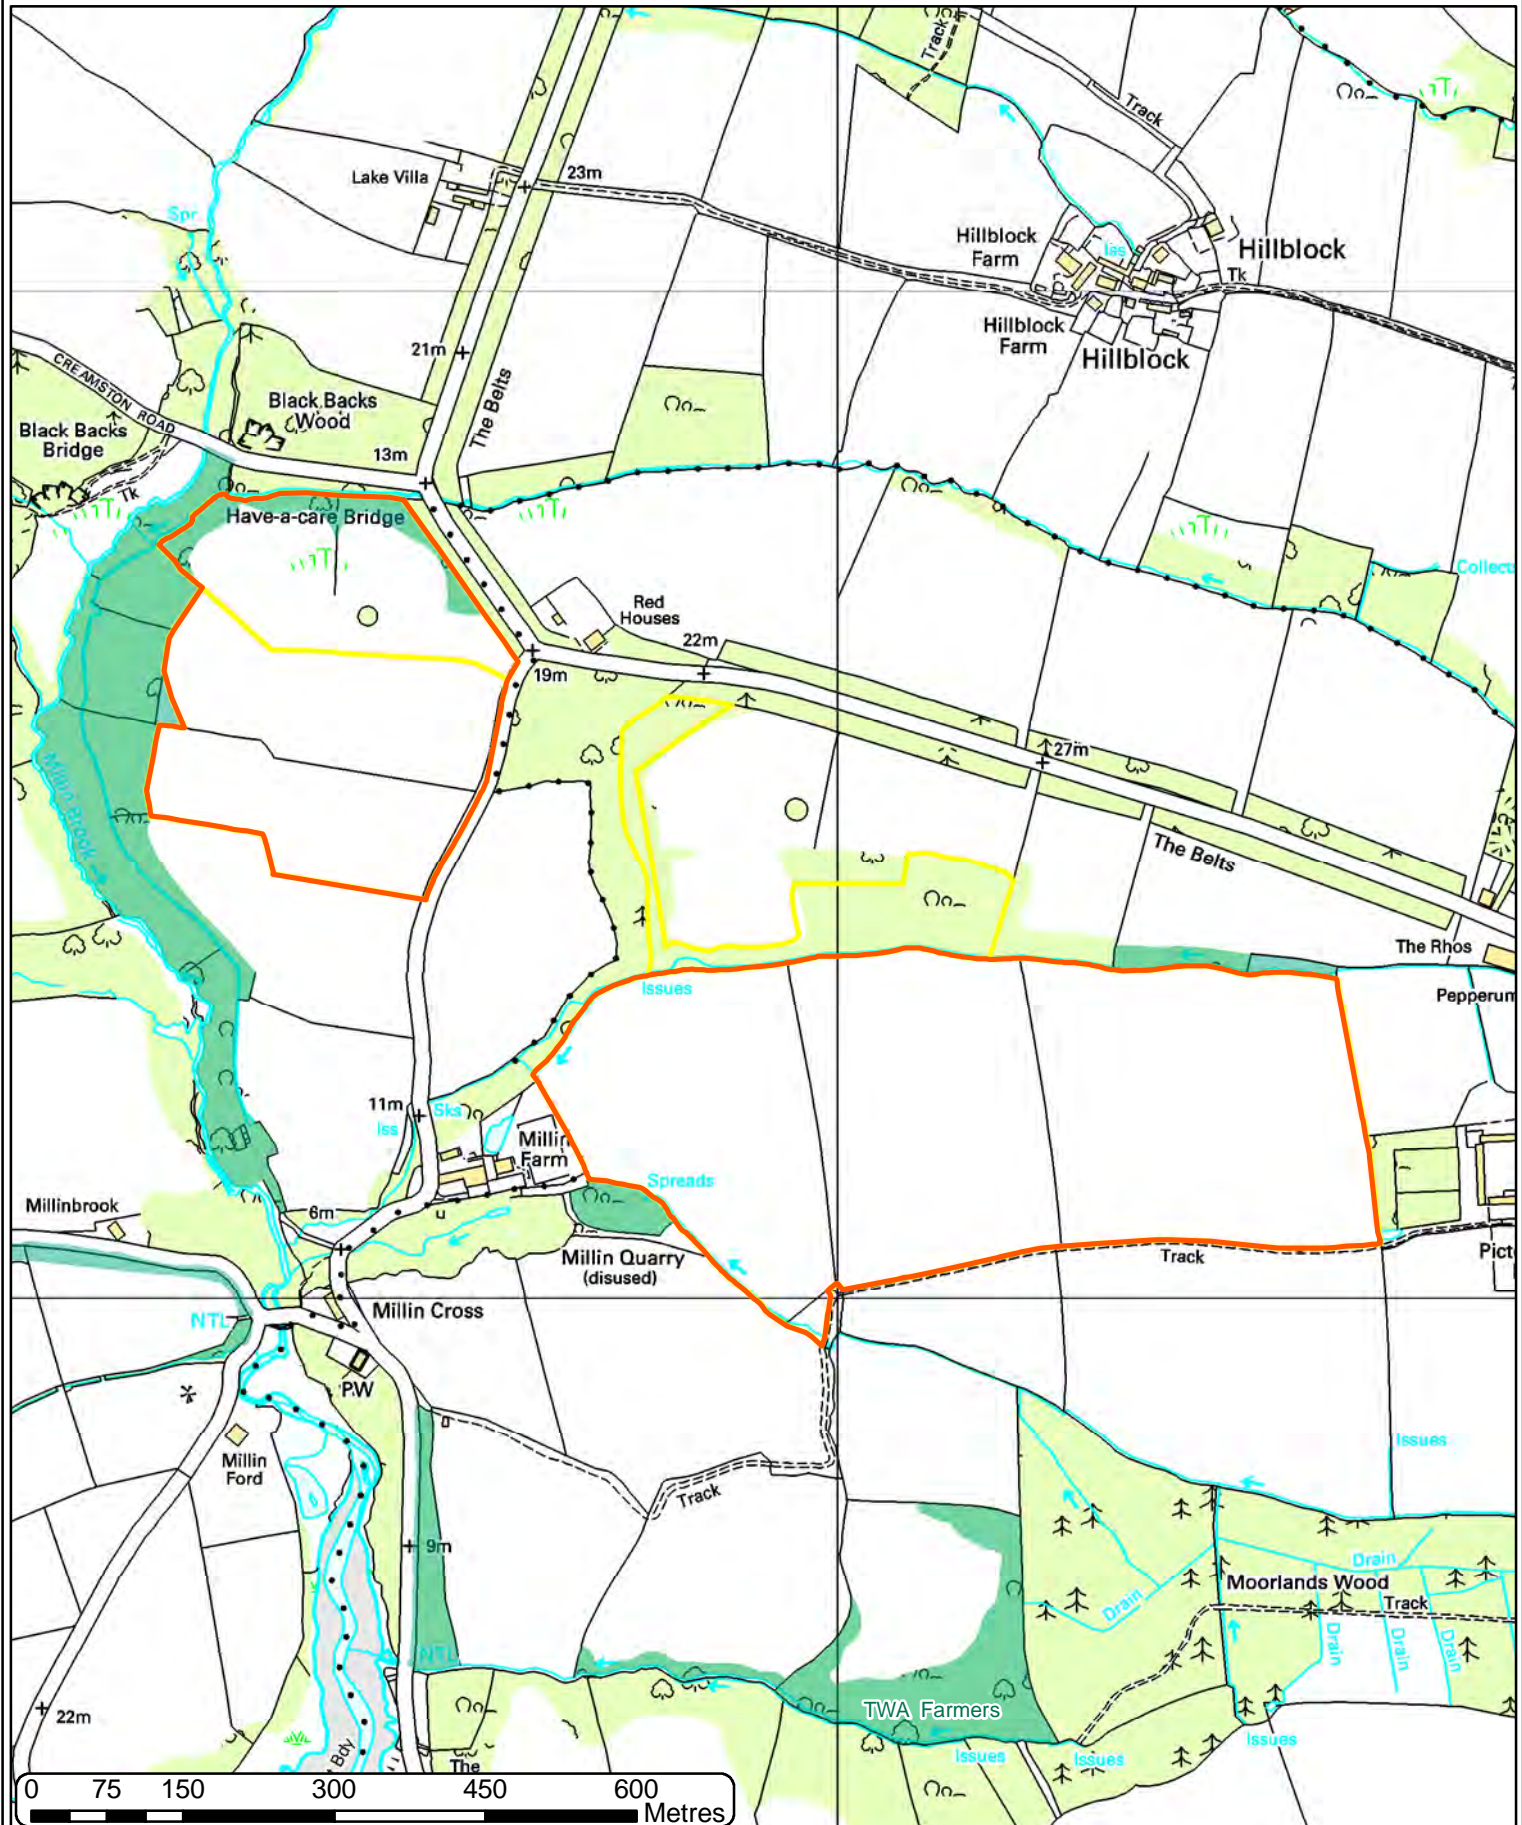 Track
Track
Lake Villa
23m
Spr
Hillblock
Farm
Iss
Hillblock
Tk
Hillblock
Farm
Hillblock
21m
CREAMSTON ROAD
The Belts
Black Backs
Wood
Black Backs
Bridge
13m
Tk
Have-a-care Bridge
Collects
Red
Houses
22m
19m
27m
Millin Brook
The Belts
The Rhos
Issues
11m
Sks
Iss
Millin
Farm
Spreads
Millinbrook
6m
u
Millin Quarry
(disused)
Track
Pict
NTL
Millin Cross
PW
Millin
Ford
Issues
Track
9m
Drain
Moorlands Wood
Track
Drain
Drain
Drain
Drain
NTL
TWA Farmers
22m
Issues
Issues
Issues
Bdy
The
0 75 150 300 450 600
Metres